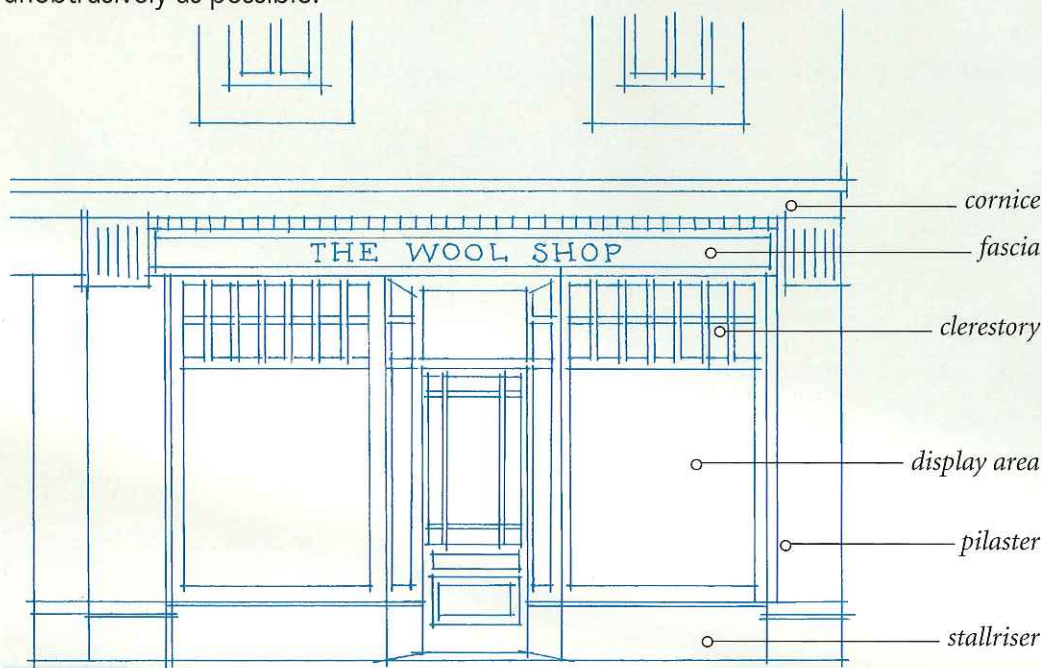 unobtrusively as possible.
cornice
THE WOOL SHOP
fascia
clerestory
display area
pilaster
stallriser